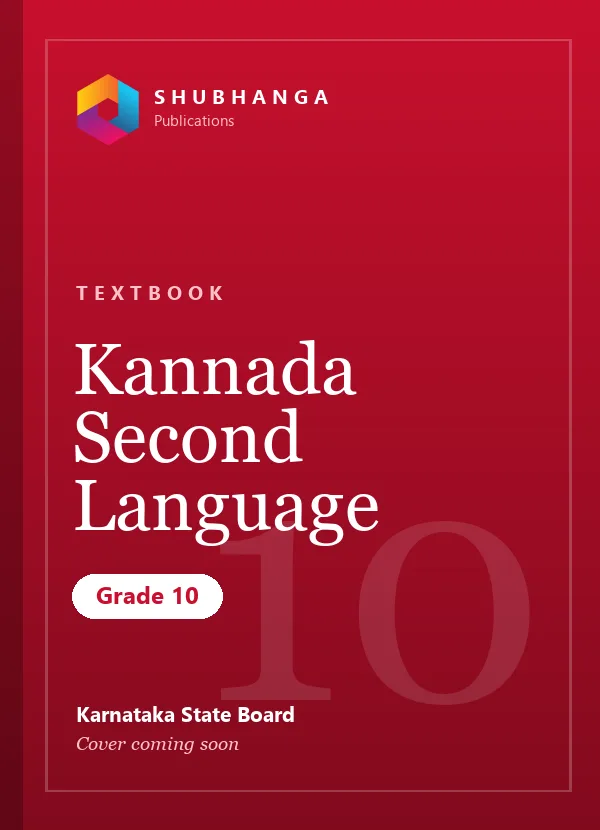 SHUBHANGA
Publications
TEXTBOOK
Kannada
Second
Language
10
Grade 10
Karnataka State Board
Cover coming soon